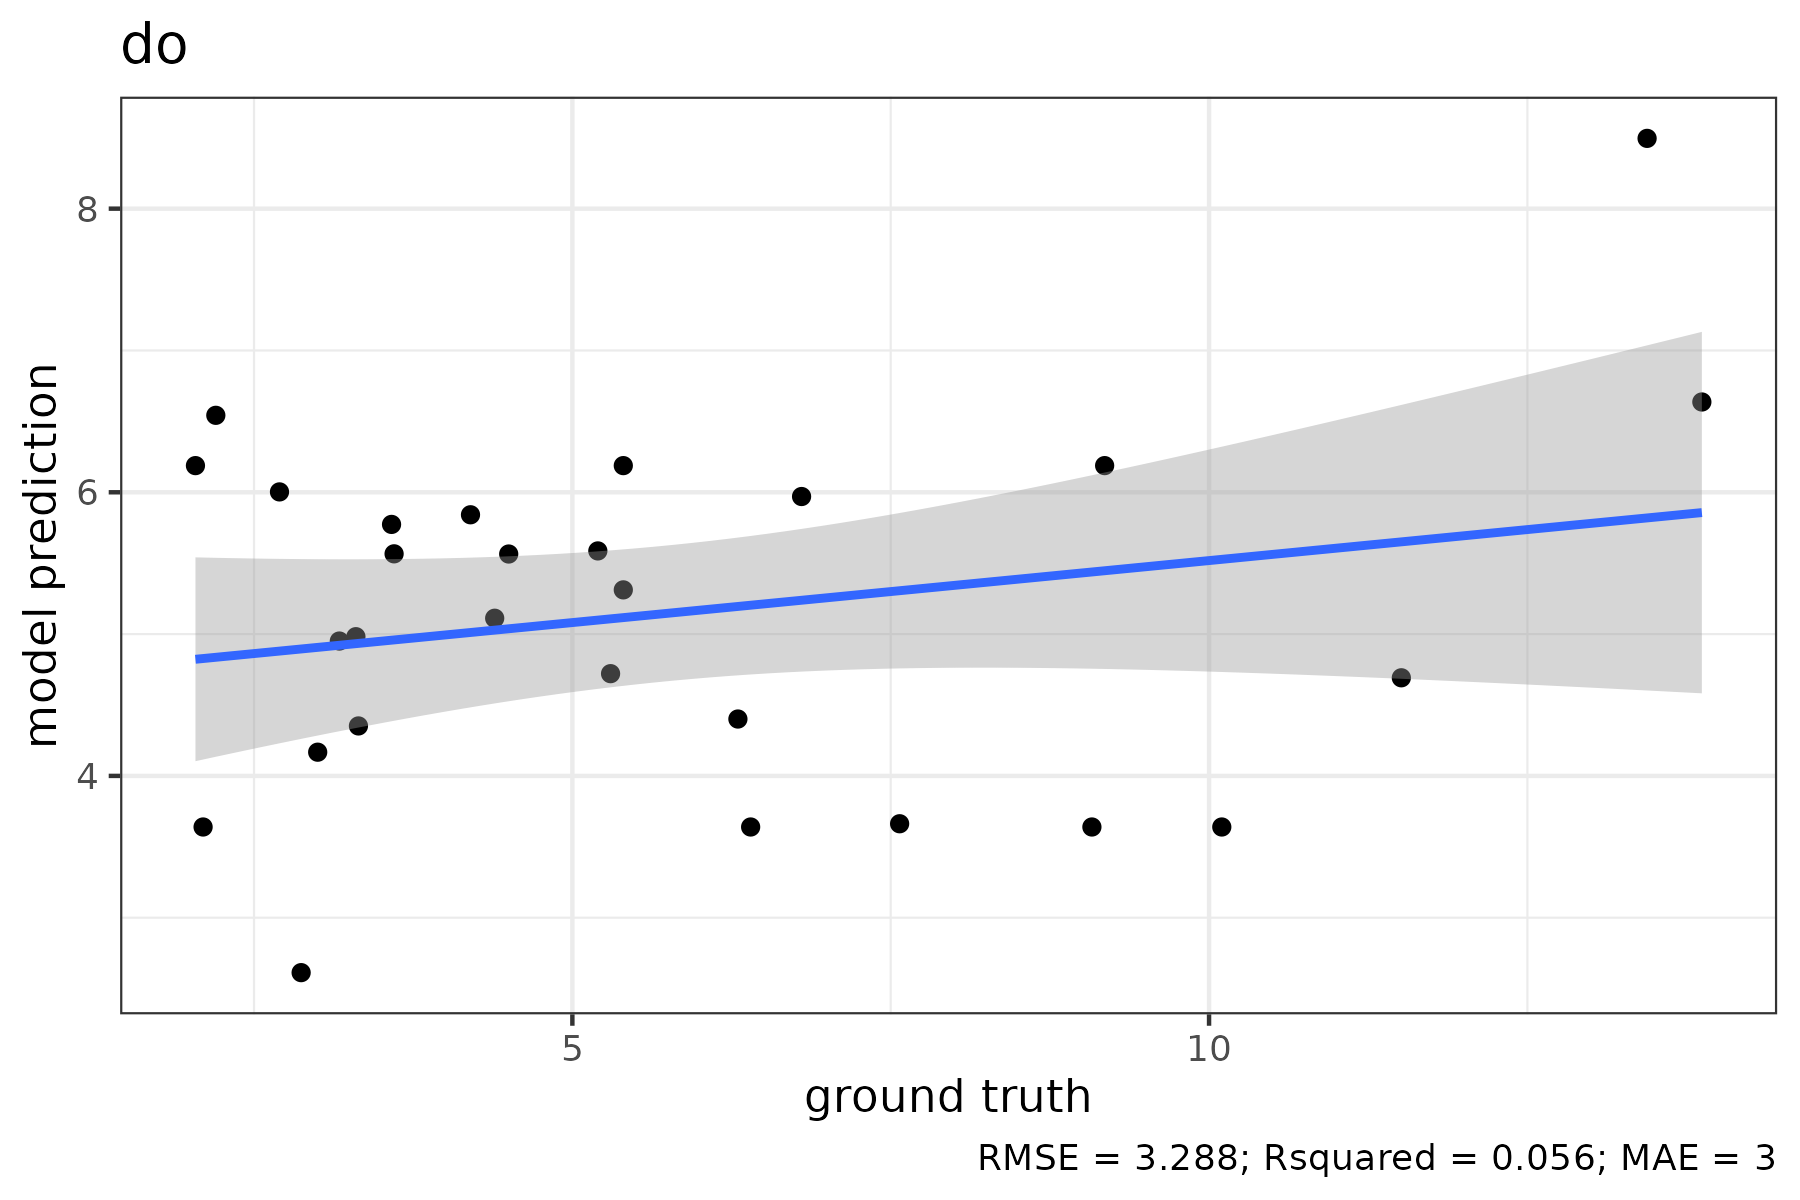 do
8
6
4
model prediction
5 10
ground truth
RMSE = 3.288; Rsquared = 0.056; MAE = 3